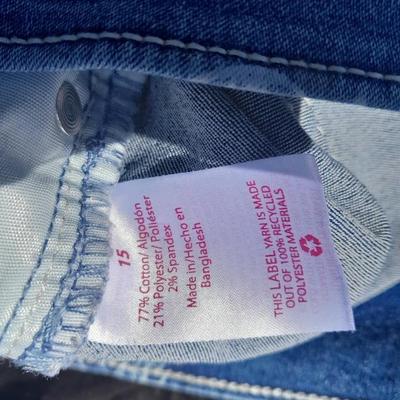 15
77% Cotton/ Algodón
21% Polyester/ Poliéster
2% Spandex
Made in/Hecho en
Bangladesh
THIS LABEL YARN IS MADE
OUT OF 100% RECYCLED
POLYESTER MATERIALS